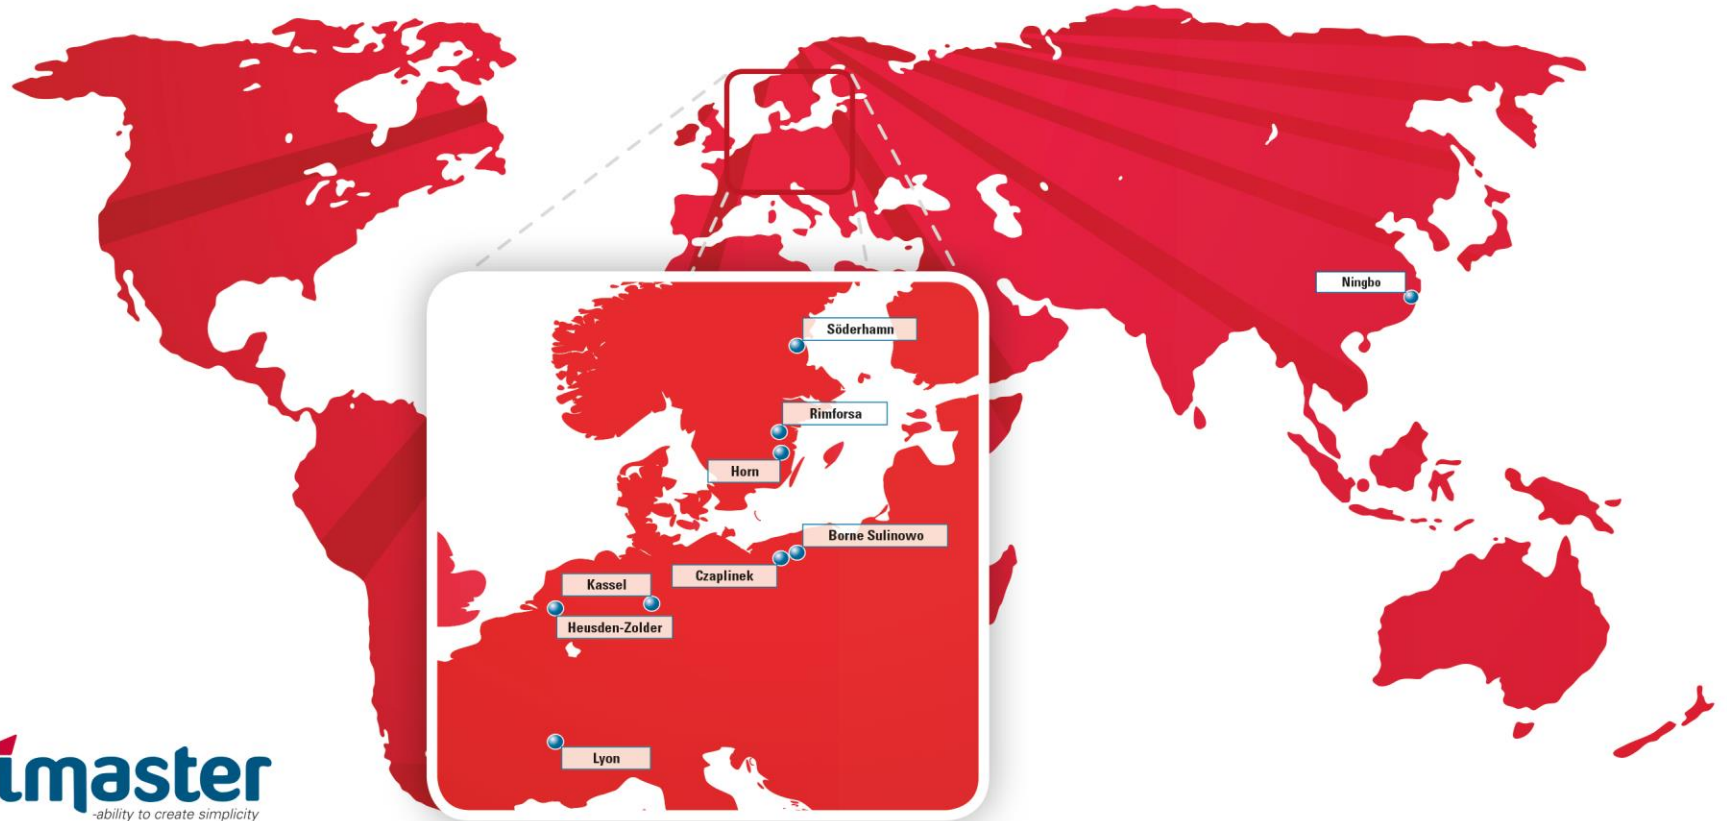 Ningbo
Söderhamn
Rimforsa
Horn
Borne Sulinowo
Czaplinek
Kassel
Heusden-Zolder
Lyon
imaster
-ability to create simplicity